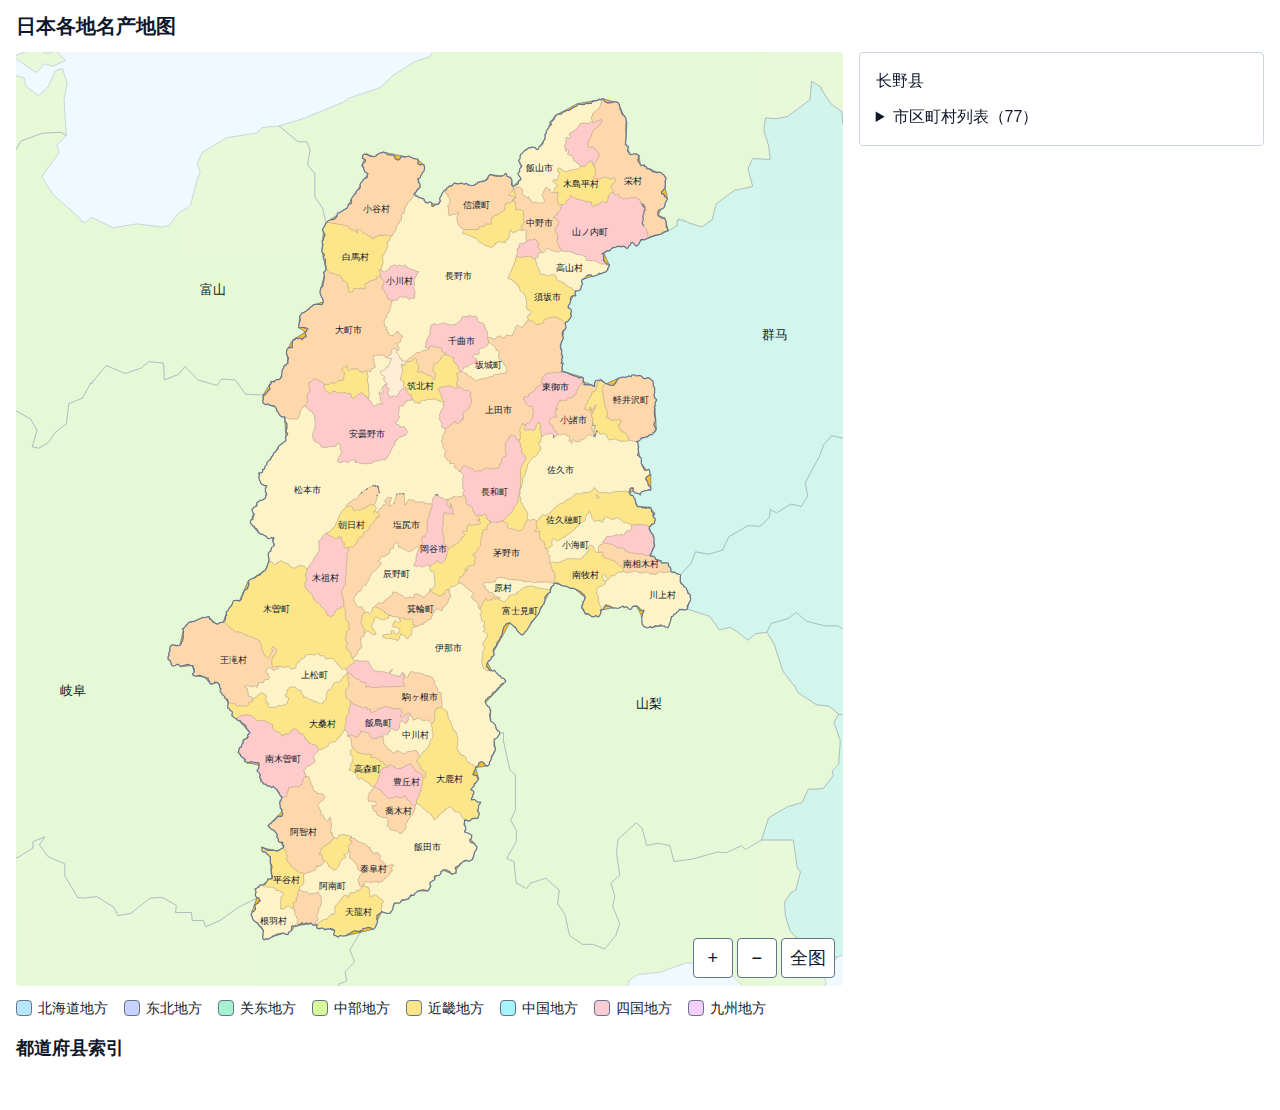 日本各地名产地图
长野县
▶ 市区町村列表（77）
飯山市
木島平村
栄村
小谷村
信濃町
中野市
山ノ内町
白馬村
小川村
長野市
高山村
富山
須坂市
大町市
千曲市
群马
坂城町
筑北村
東御市
軽井沢町
上田市
小諸市
安曇野市
佐久市
松本市
長和町
朝日村
塩尻市
佐久穂町
岡谷市
小海町
茅野市
南相木村
木祖村
辰野町
南牧村
原村
川上村
木曽町
箕輪町
富士見町
伊那市
王滝村
上松町
岐阜
駒ヶ根市
山梨
大桑村
飯島町
中川村
南木曽町
高森町
豊丘村
大鹿村
喬木村
阿智村
飯田市
泰阜村
平谷村
阿南町
天龍村
根羽村
+ − 全图
北海道地方 东北地方 关东地方 中部地方 近畿地方 中国地方 四国地方 九州地方
都道府县索引